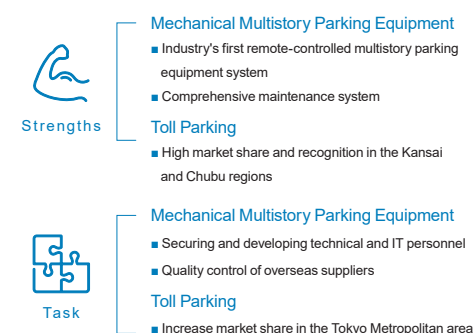 Mechanical Multistory Parking Equipment
■ Industry's first remote-controlled multistory parking
equipment system
■ Comprehensive maintenance system
Strengths
Toll Parking
■ High market share and recognition in the Kansai
and Chubu regions
Mechanical Multistory Parking Equipment
■ Securing and developing technical and IT personnel
■ Quality control of overseas suppliers
Task
Toll Parking
■ Increase market share in the Tokyo Metropolitan area